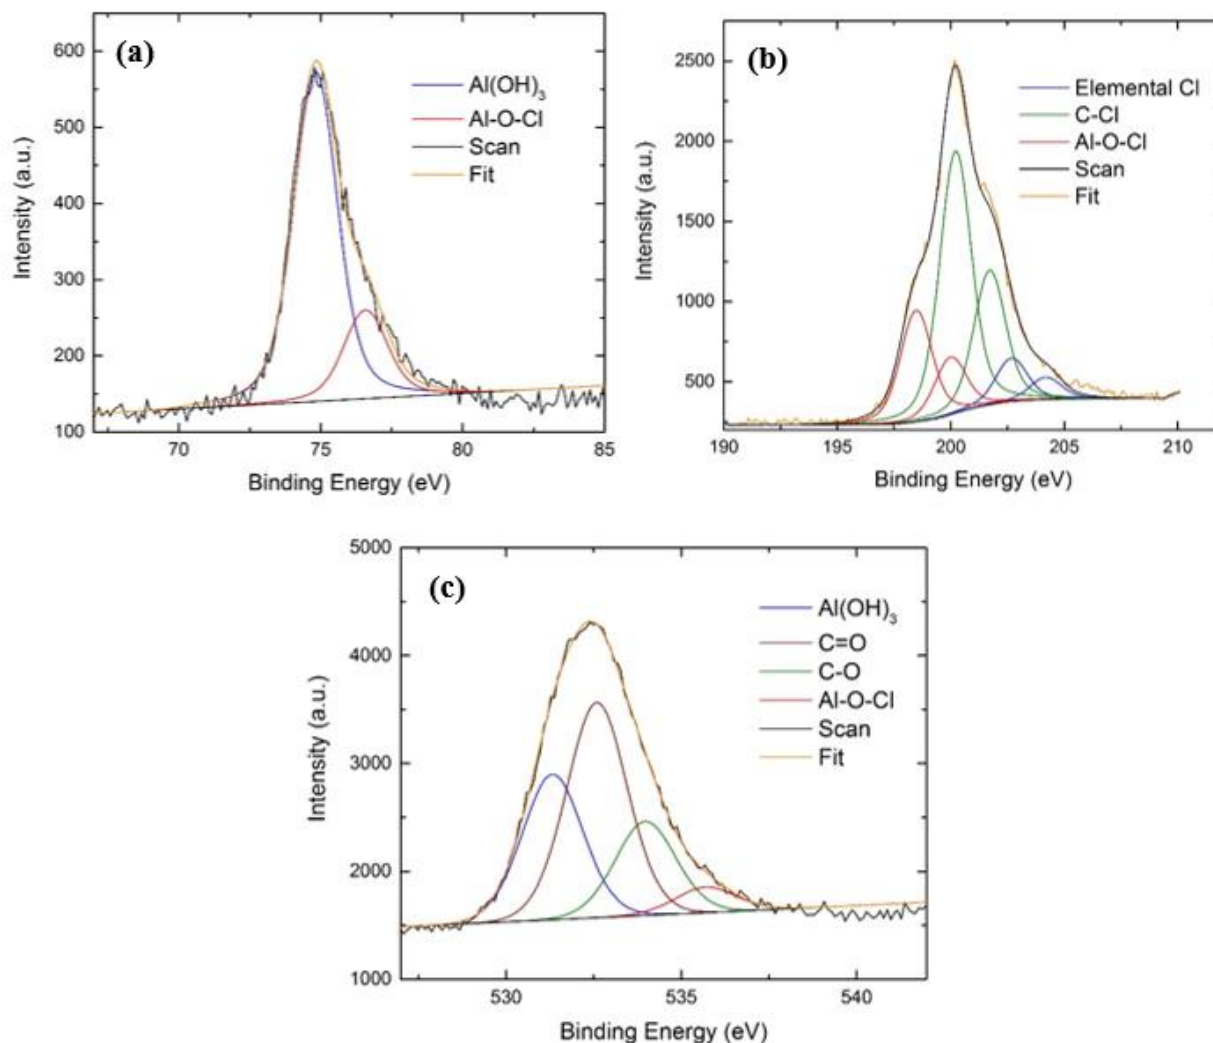 (a)
600
500
400
300
200
100
Intensity (a.u.)
Al(OH)3
Al-O-Cl
Scan
Fit
70
75
80
85
Binding Energy (eV)
(b)
2500
2000
1500
1000
500
Intensity (a.u.)
Elemental Cl
C-Cl
Al-O-Cl
Scan
Fit
190
195
200
205
210
Binding Energy (eV)
(c)
5000
4000
3000
2000
1000
Intensity (a.u.)
Al(OH)3
C=O
C-O
Al-O-Cl
Scan
Fit
530
535
540
Binding Energy (eV)